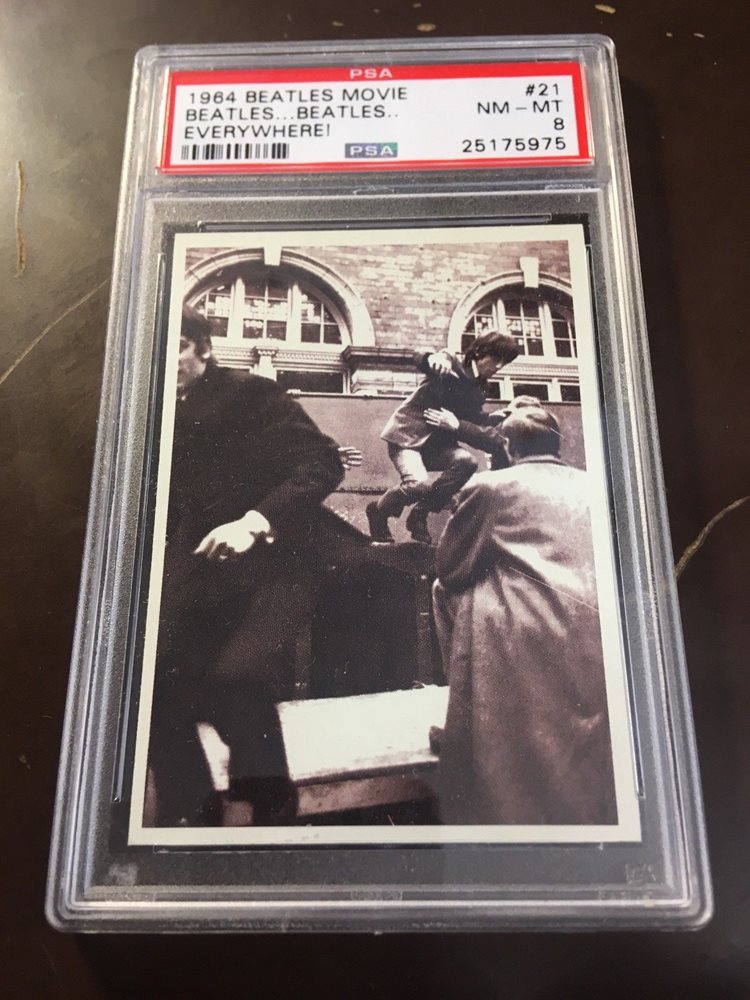 PSA
1964 BEATLES MOVIE #21
BEATLES...BEATLES.. NM-MT
EVERYWHERE! 8
PSA 25175975